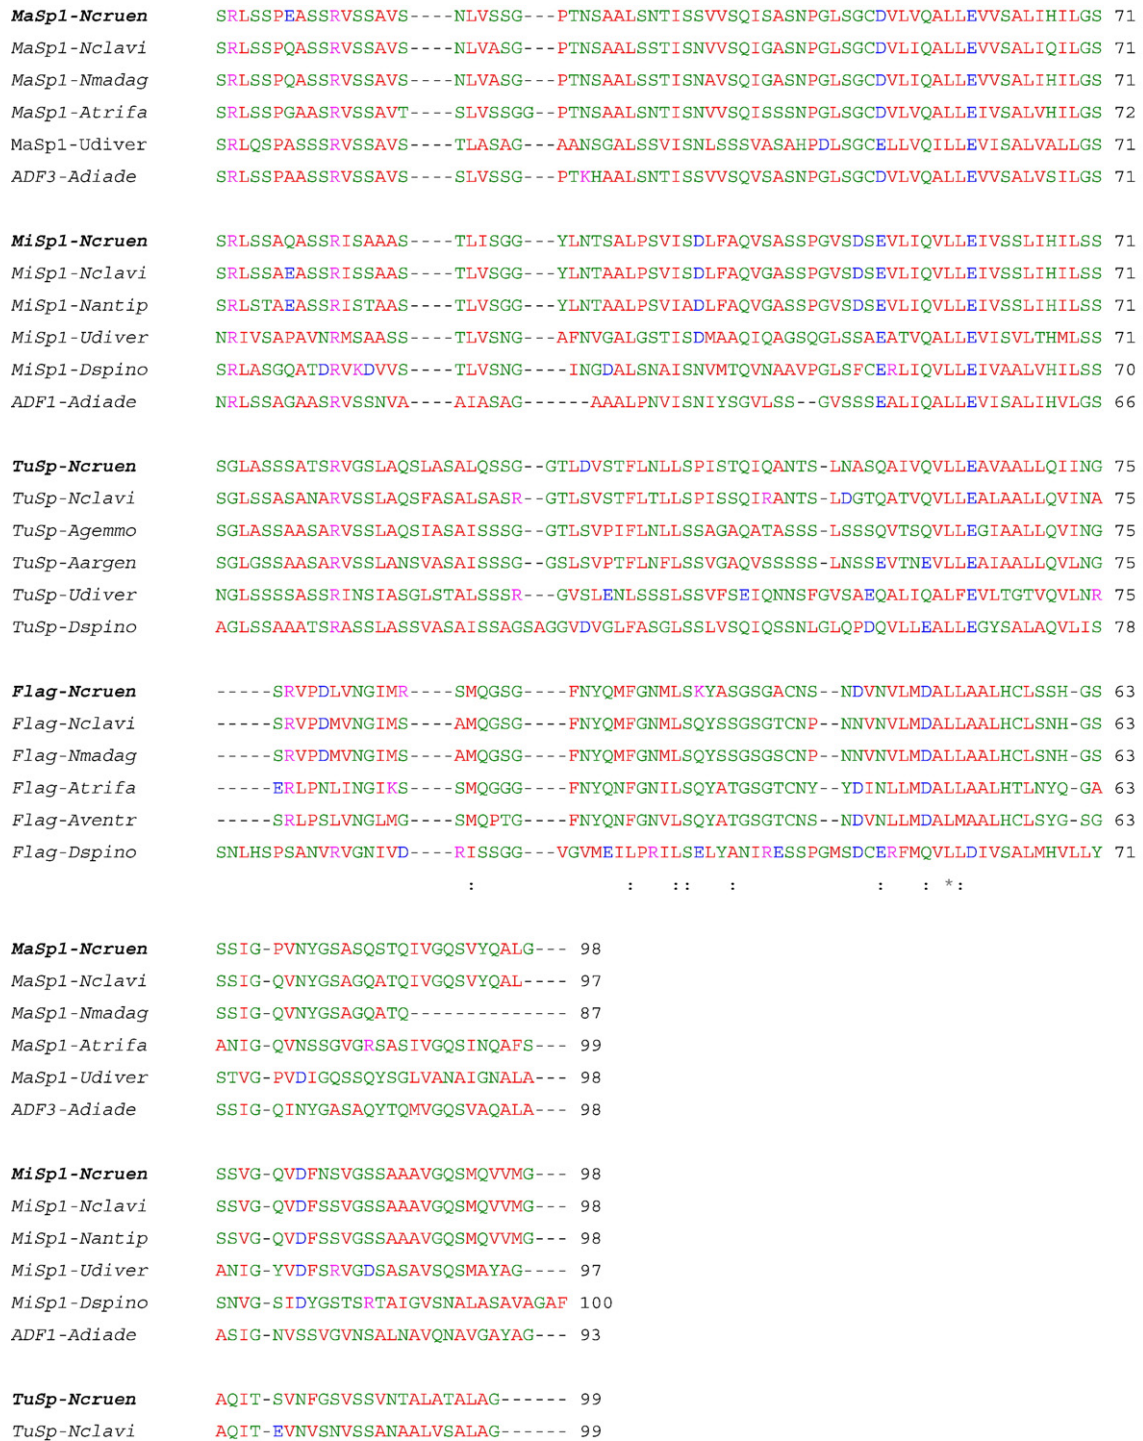 MaSp1-Ncruen SRLSSPEASSRVSSAVS----NLVSSG---PTNSAALSNTISSVVSQISASNPGLSGCDVLVQALLEVVSALIHILGS 71
MaSp1-Nclavi SRLSSPQASSRVSSAVS----NLVASG---PTNSAALSSTISNVVSQIGASNPGLSGCDVLIQALLEVVSALIQILGS 71
MaSp1-Nmadag SRLSSPQASSRVSSAVS----NLVASG---PTNSAALSSTISNAVSQIGASNPGLSGCDVLIQALLEVVSALIHILGS 71
MaSp1-Atrifa SRLSSPGAASRVSSAVT----SLVSSGG--PTNSAALSNTISNVVSQISSSNPGLSGCDVLVQALLEIVSALVHILGS 72
MaSp1-Udiver SRLQSPASSSRVSSAVS----TLASAG---AANSGALSSVISNLSSSVASAHPDLSGCELLVQILLEVISALVALLGS 71
ADF3-Adiade SRLSSPAASSRVSSAVS----SLVSSG---PTKHAALSNTISSVVSQVSASNPGLSGCDVLVQALLEVVSALVSILGS 71
MiSp1-Ncruen SRLSSAQASSRISAAAS----TLISGG---YLNTSALPSVISDLFAQVSASSPGVSDSEVLIQVLLEIVSSLIHILSS 71
MiSp1-Nclavi SRLSSAEASSRISSAAS----TLVSGG---YLNTAALPSVISDLFAQVGASSPGVSDSEVLIQVLLEIVSSLIHILSS 71
MiSp1-Nantip SRLSTAEASSRISTAAS----TLVSGG---YLNTAALPSVIADLFAQVGASSPGVSDSEVLIQVLLEIVSSLIHILSS 71
MiSp1-Udiver NRIVSAPAVNRMSAASS----TLVSNG---AFNVGALGSTISDMAAQIQAGSQGLSSAEATVQALLEVISVLTHMLSS 71
MiSp1-Dspino SRLASGQATDRVKDVVS----TLVSNG---INGDALSNAISNVMTQVNAAVPGLSFCERLIQVLLEIVAALVHILSS 70
ADF1-Adiade NRLSSAGAASRVSSNVA----AIASAG------AAALPNVISNIYSGVLSS--GVSSSEALIQALLEVISALIHVLGS 66
TuSp-Ncruen SGLASSSATSRVGSLAQSLASALQSSG--GTLDVSTFLNLLSPISTQIQANTS-LNASQAIVQVLLEAVAALLQIING 75
TuSp-Nclavi SGLSSASANARVSSLAQSFASALSASR--GTLSVSTFLTLLSPISSQIRANTS-LDGTQATVQVLLEALAALLQVINA 75
TuSp-Agemmo SGLASSAASARVSSLAQSIASAISSSG--GTLSVPIFLNLLSSAGAQATASSS-LSSSQVTSQVLLEGIAALLQVING 75
TuSp-Aargen SGLGSSAASARVSSLANSVASAISSSG--GSLSVPTFLNFLSSVGAQVSSSSS-LNSSEVTNEVLLEAIAALLQVLNG 75
TuSp-Udiver NGLSSSSASSRINSIASGLSTALSSSR---GVSLENLSSSLSSVFSEIQNNSFGVSAEQALIQALFEVLTGTVQVLNR 75
TuSp-Dspino AGLSSAAATSRASSLASSVASAISSAGSAGGVDVGLFASGLSSLVSQIQSSNLGLQPDQVLLEALLEGYSALAQVLIS 78
Flag-Ncruen -----SRVPDLVNGIMR----SMQGSG---FNYQMFGNMLSKYASGSGACNS--NDVNVLMDALLAALHCLSSH-GS 63
Flag-Nclavi -----SRVPDMVNGIMS----AMQGSG---FNYQMFGNMLSQYSSGSGTCNP--NNVNVLMDALLAALHCLSNH-GS 63
Flag-Nmadag -----SRVPDMVNGIMS----AMQGSG---FNYQMFGNMLSQYSSGSGSCNP--NNVNVLMDALLAALHCLSNH-GS 63
Flag-Atrifa -----ERLPNLINGIKS----SMQGGG---FNYQNFGNILSQYATGSGTCNY--YDINLLMDALLAALHTLNYQ-GA 63
Flag-Aventr -----SRLPSLVNGLMG----SMQPTG---FNYQNFGNVLSQYATGSGTCNS--NDVNLLMDALMAALHCLSYG-SG 63
Flag-Dspino SNLHSPSANVRVGNIVD----RISSGG---VGVMEILPRILSELYANIRESSPGMSDCERFMQVLLDIVSALMHVLLY 71
: : :: : : : *:
MaSp1-Ncruen SSIG-PVNYGSASQSTQIVGQSVYQALG--- 98
MaSp1-Nclavi SSIG-QVNYGSAGQATQIVGQSVYQAL---- 97
MaSp1-Nmadag SSIG-QVNYGSAGQATQ------------- 87
MaSp1-Atrifa ANIG-QVNSSGVGRSASIVGQSINQAFS--- 99
MaSp1-Udiver STVG-PVDIGQSSQYSGLVANAIGNALA--- 98
ADF3-Adiade SSIG-QINYGASAQYTQMVGQSVAQALA--- 98
MiSp1-Ncruen SSVG-QVDFNSVGSSAAAVGQSMQVVMG--- 98
MiSp1-Nclavi SSVG-QVDFSSVGSSAAAVGQSMQVVMG--- 98
MiSp1-Nantip SSVG-QVDFSSVGSSAAAVGQSMQVVMG--- 98
MiSp1-Udiver ANIG-YVDFSRVGDSASAVSQSMAYAG---- 97
MiSp1-Dspino SNVG-SIDYGSTSRTAIGVSNALASAVAGAF 100
ADF1-Adiade ASIG-NVSSVGVNSALNAVQNAVGAYAG--- 93
TuSp-Ncruen AQIT-SVNFGSVSSVNTALATALAG------ 99
TuSp-Nclavi AQIT-EVNVSNVSSANAALVSALAG------ 99